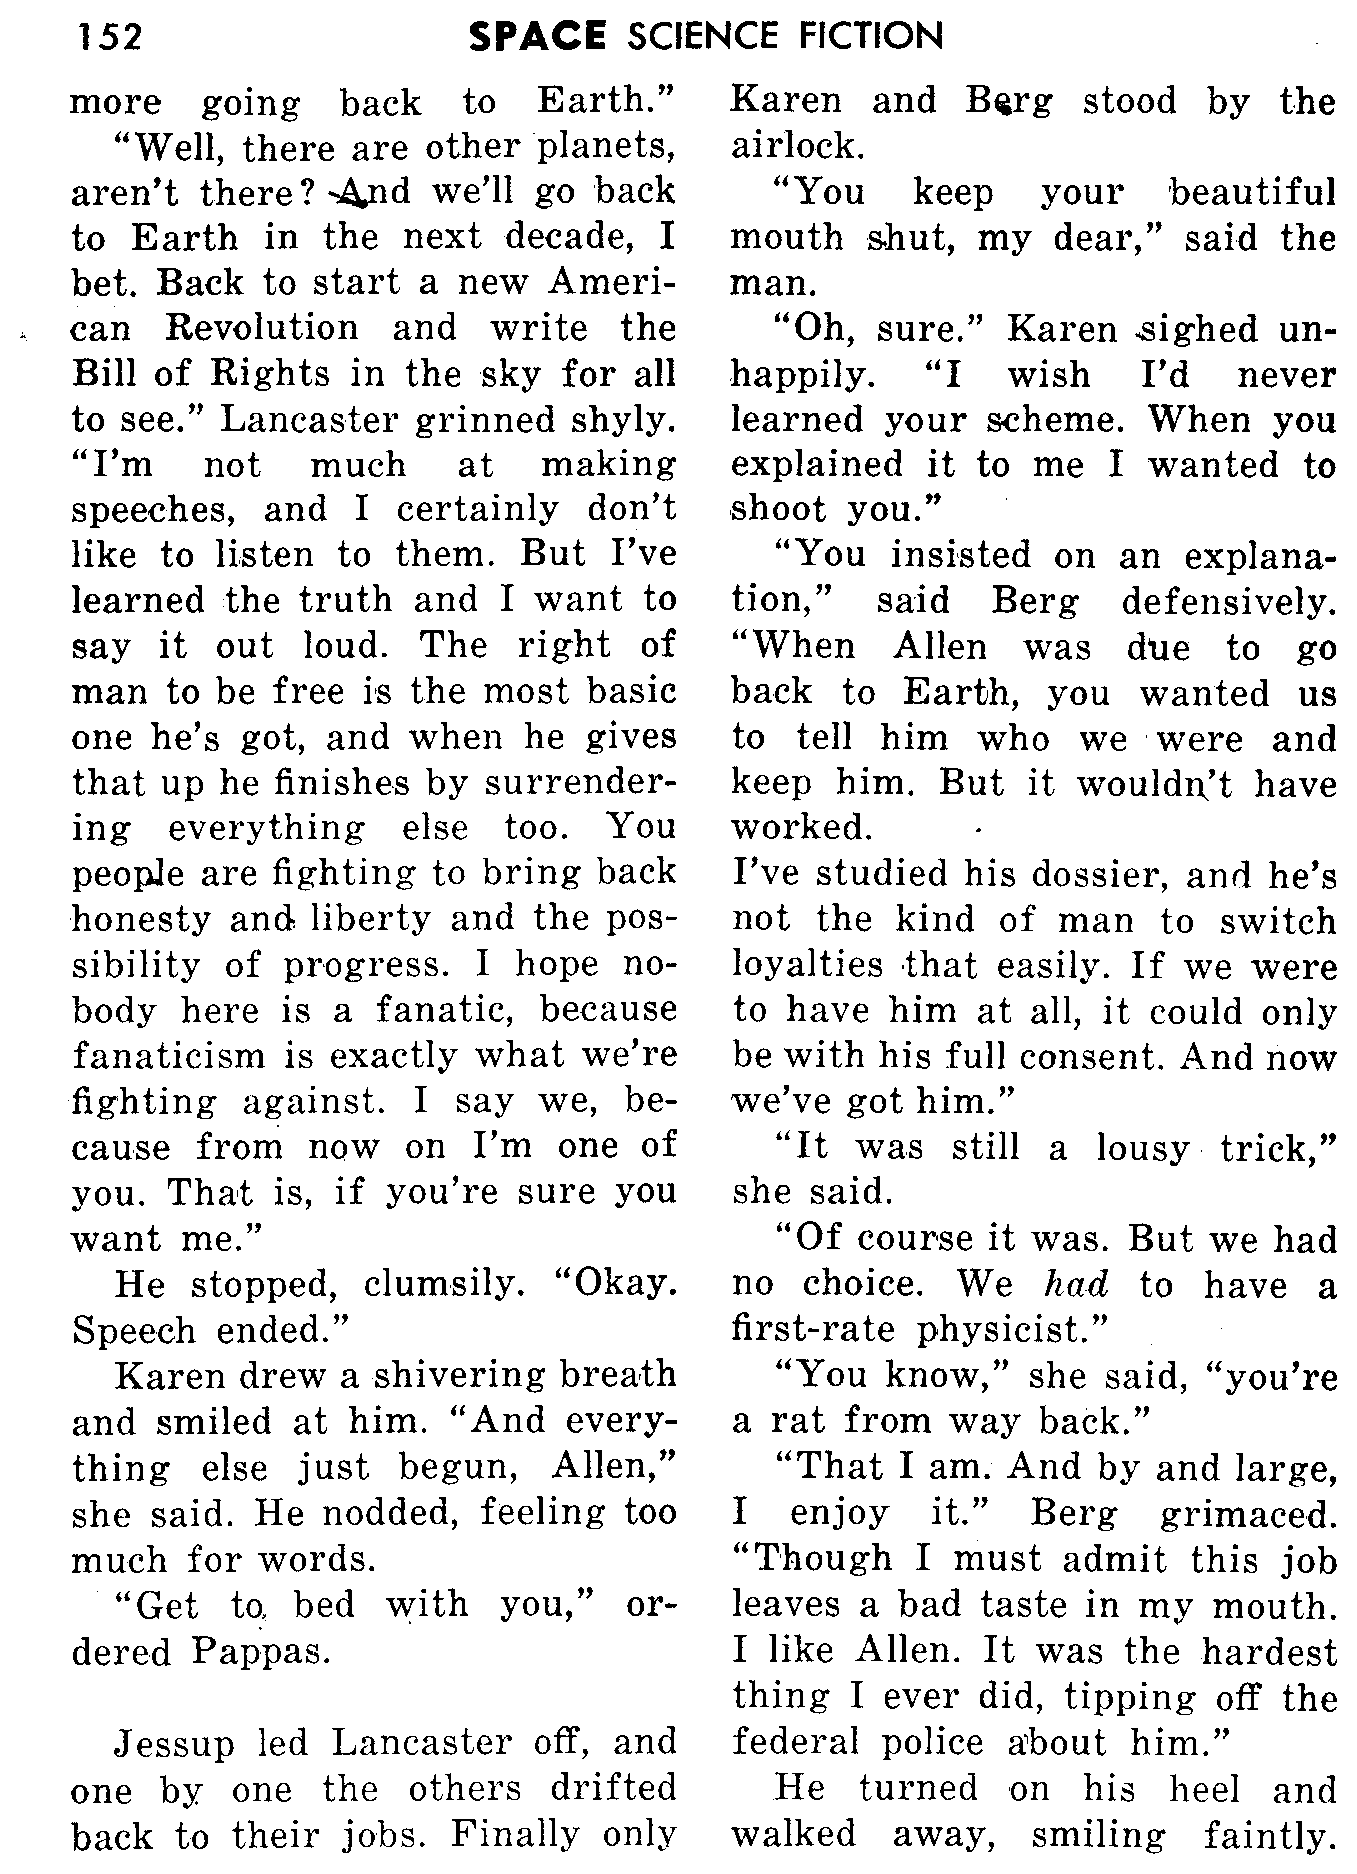 152 SPACE SCIENCE FICTION
more going back to Earth.”
“Well, there are other planets,
aren’t there? And we’ll go back
to Earth in the next decade, I
bet. Back to start a new Ameri-
can Revolution and write the
Bill of Rights in the sky for all
to see.” Lancaster grinned shyly.
“I’m not much at making
speeches, and I certainly don’t
like to listen to them. But I’ve
learned the truth and I want to
say it out loud. The right of
man to be free is the most basic
one he’s got, and when he gives
that up he finishes by surrender-
ing everything else too. You
people are fighting to bring back
honesty and liberty and the pos-
sibility of progress. I hope no-
body here is a fanatic, because
fanaticism is exactly what we’re
fighting against. I say we, be-
cause from now on I’m one of
you. That is, if you’re sure you
want me.”
He stopped, clumsily. “Okay.
Speech ended.”
Karen drew a shivering breath
and smiled at him. “And every-
thing else just begun, Allen,”
she said. He nodded, feeling too
much for words.
“Get to bed with you,” or-
dered Pappas.
Jessup led Lancaster off, and
one by one the others drifted
back to their jobs. Finally only
Karen and Berg stood by the
airlock.
“You keep your beautiful
mouth shut, my dear,” said the
man.
“Oh, sure.” Karen sighed un-
happily. “I wish I’d never
learned your scheme. When you
explained it to me I wanted to
shoot you.”
“You insisted on an explana-
tion,” said Berg defensively.
“When Allen was due to go
back to Earth, you wanted us
to tell him who we were and
keep him. But it wouldn’t have
worked.
I’ve studied his dossier, and he’s
not the kind of man to switch
loyalties that easily. If we were
to have him at all, it could only
be with his full consent. And now
we’ve got him.”
“It was still a lousy trick,”
she said.
“Of course it was. But we had
no choice. We had to have a
first-rate physicist.”
“You know,” she said, “you’re
a rat from way back.”
“That I am. And by and large,
I enjoy it.” Berg grimaced.
“Though I must admit this job
leaves a bad taste in my mouth.
I like Allen. It was the hardest
thing I ever did, tipping off the
federal police about him.”
He turned on his heel and
walked away, smiling faintly.